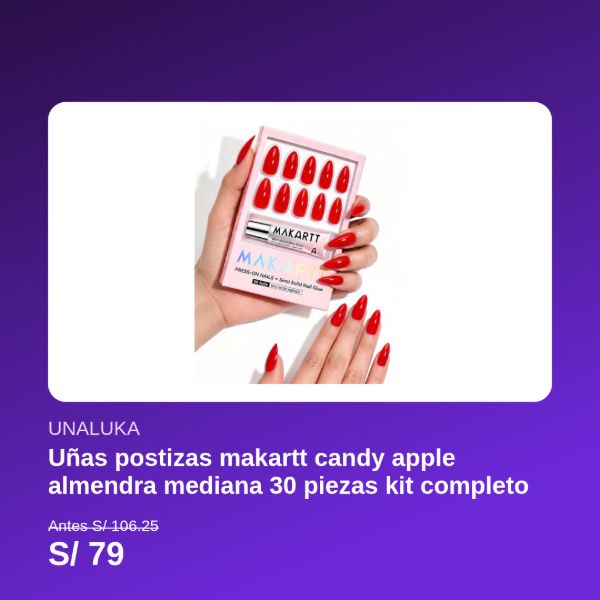 MAKARTT
MAKARTT
PRESS-ON NAILS + Semi Solid Nail Glue
UNALUKA
Uñas postizas makartt candy apple
almendra mediana 30 piezas kit completo
Antes S/ 106.25
S/ 79